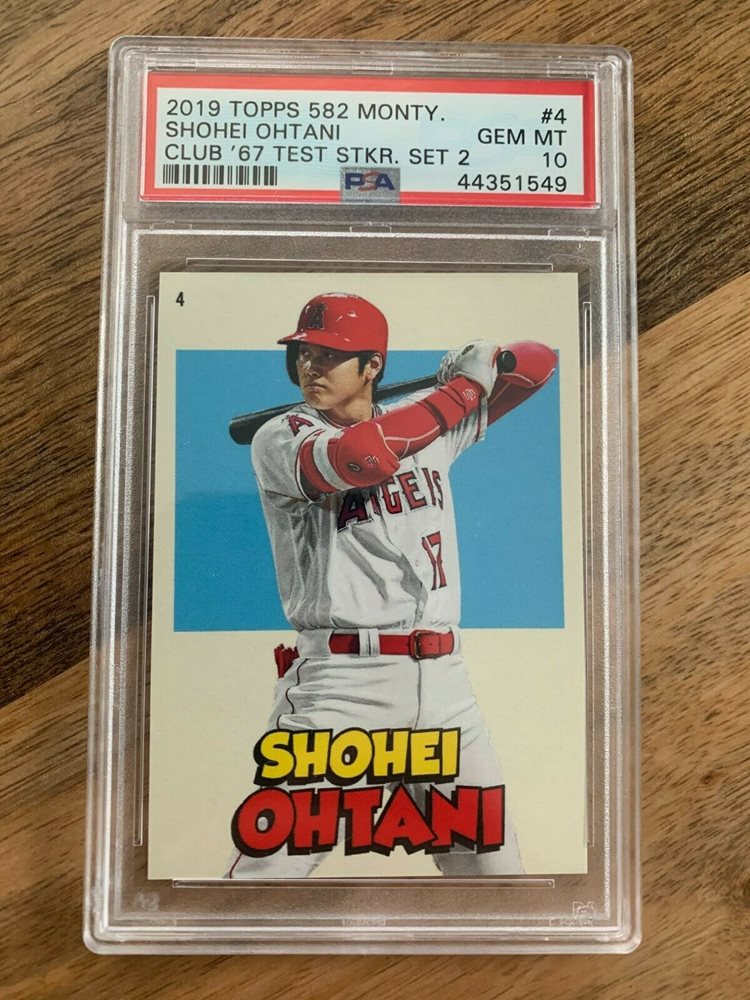 2019 TOPPS 582 MONTY. #4
SHOHEI OHTANI GEM MT
CLUB '67 TEST STKR. SET 2 10
PSA 44351549
4
A
A
ANGELS
17
SHOHEI
OHTANI